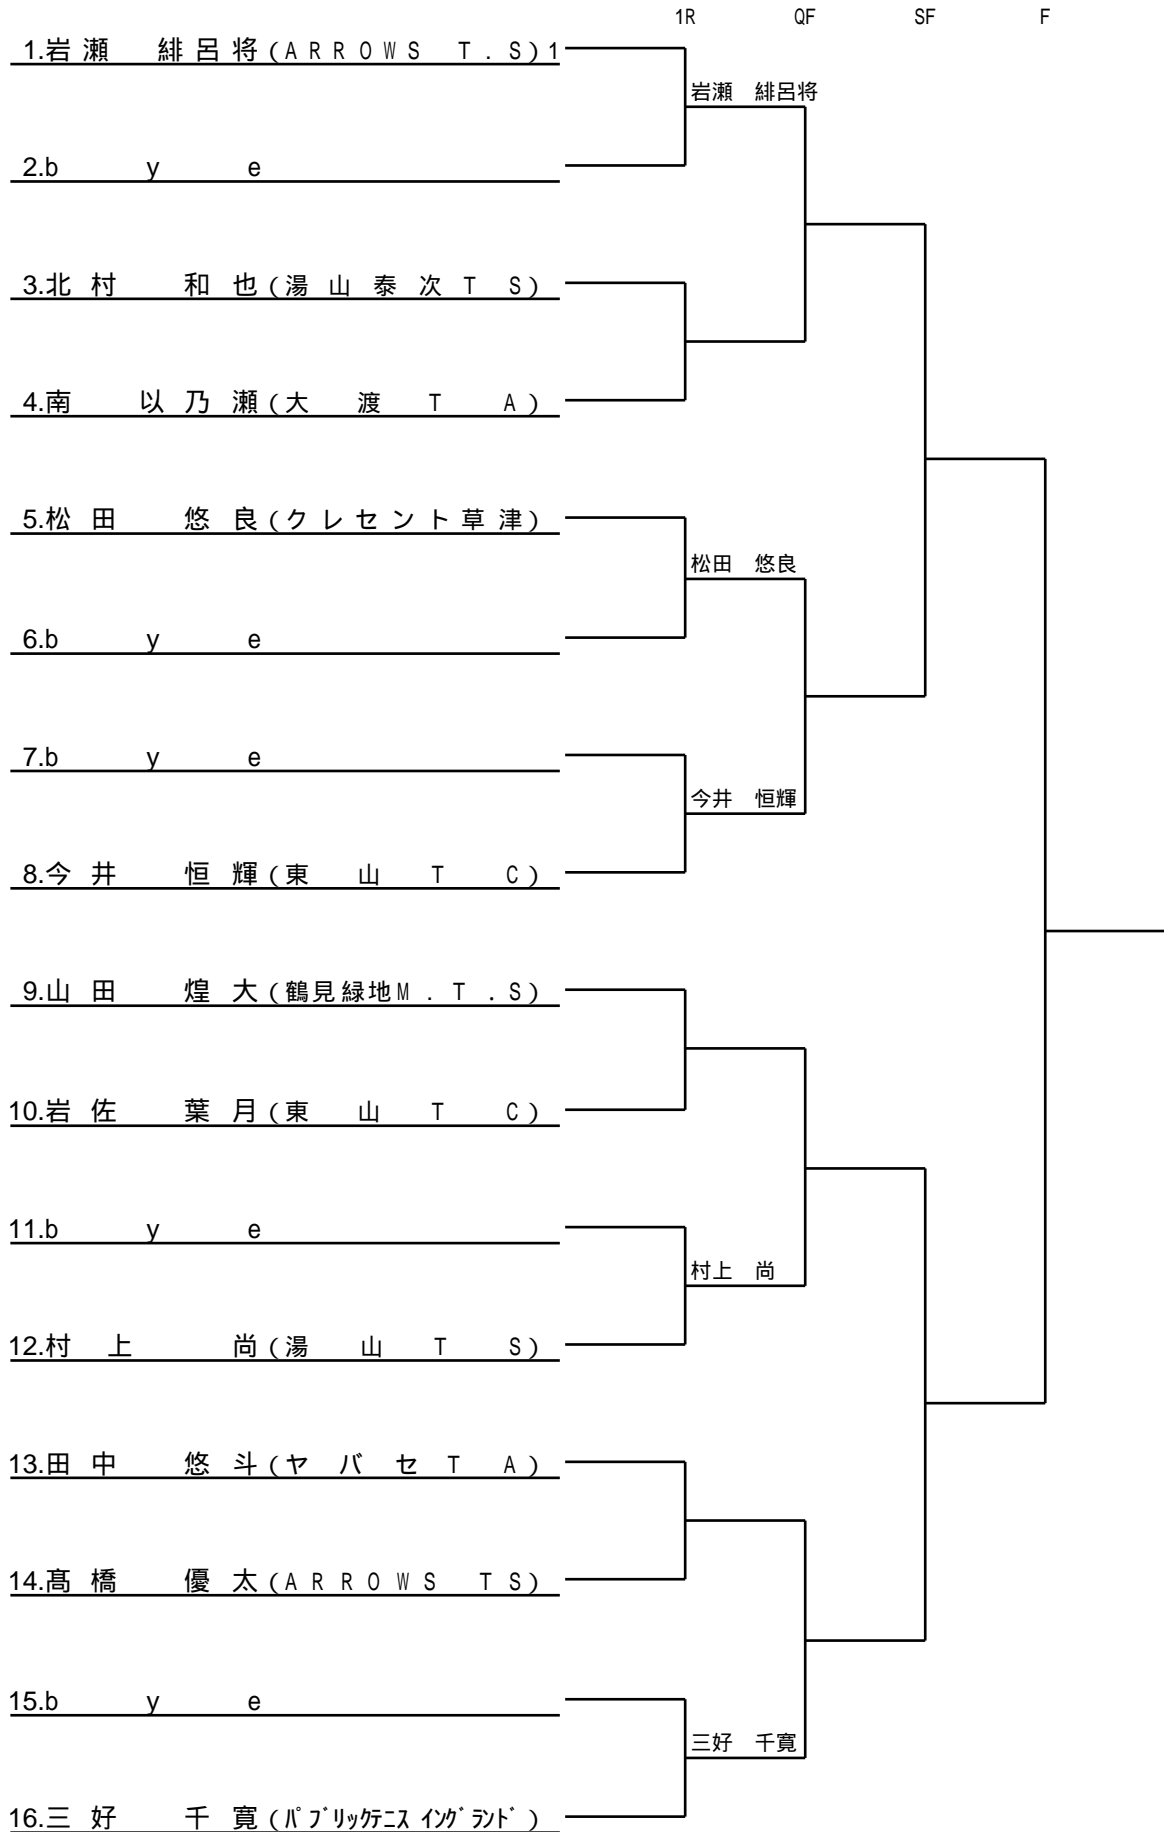 1R QF SF F
1.岩瀬 緋呂将(ARROWS T.S)1
岩瀬 緋呂将
2.bye
3.北村 和也(湯山泰次TS)
4.南 以乃瀬(大渡TA)
5.松田 悠良(クレセント草津)
松田 悠良
6.bye
7.bye
今井 恒輝
8.今井 恒輝(東山TC)
9.山田 煌大(鶴見緑地M.T.S)
10.岩佐 葉月(東山TC)
11.bye
村上 尚
12.村上 尚(湯山TS)
13.田中 悠斗(ヤバセTA)
14.髙橋 優太(ARROWS TS)
15.bye
三好 千寛
16.三好 千寛(ﾊﾟﾌﾞﾘｯｸﾃﾆｽ ｲﾝｸﾞﾗﾝﾄﾞ)